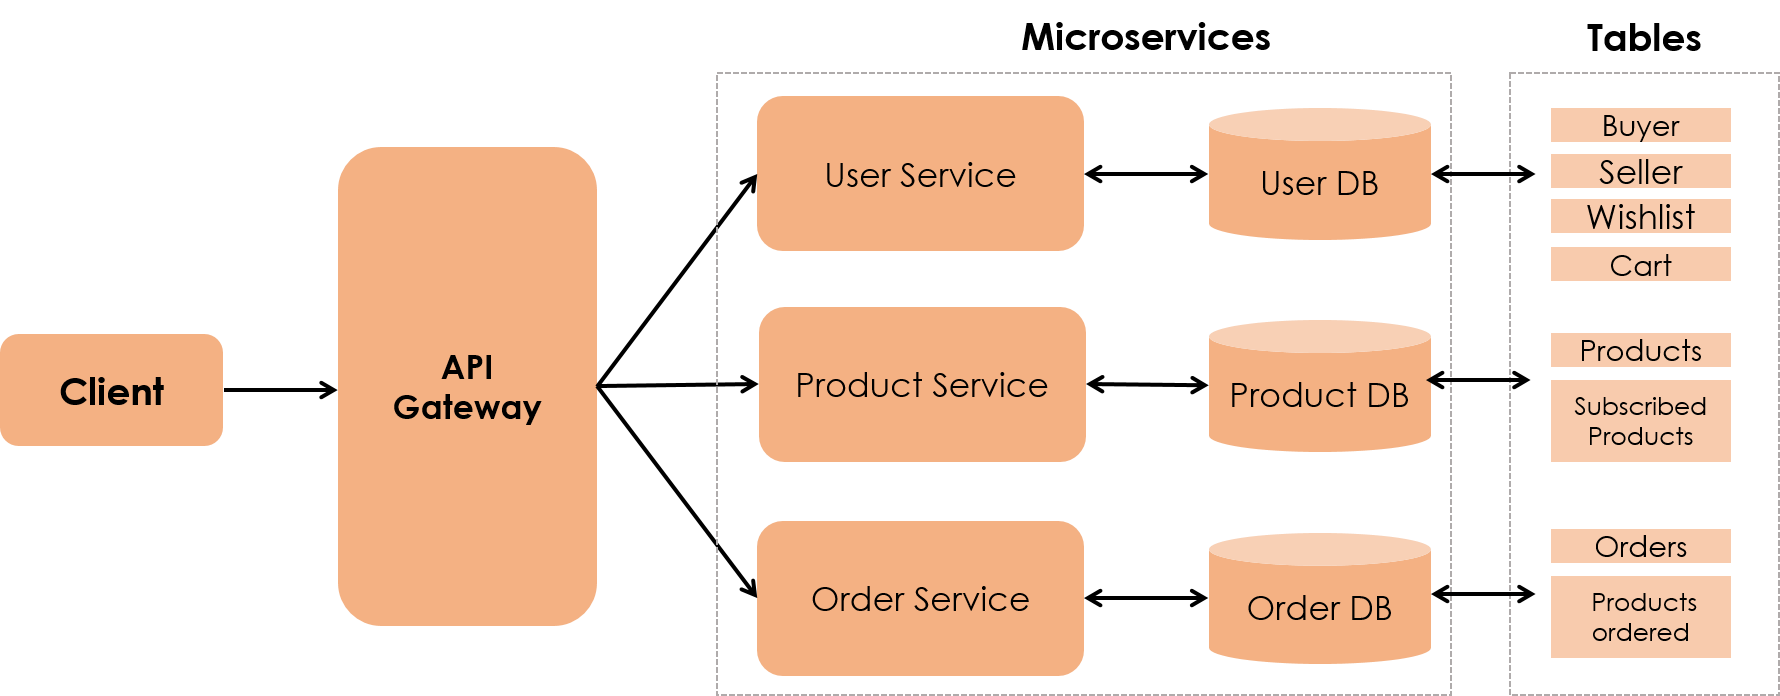 Microservices
Tables
Client
API
Gateway
User Service
User DB
Buyer
Seller
Wishlist
Cart
Product Service
Product DB
Products
Subscribed
Products
Order Service
Order DB
Orders
Products
ordered